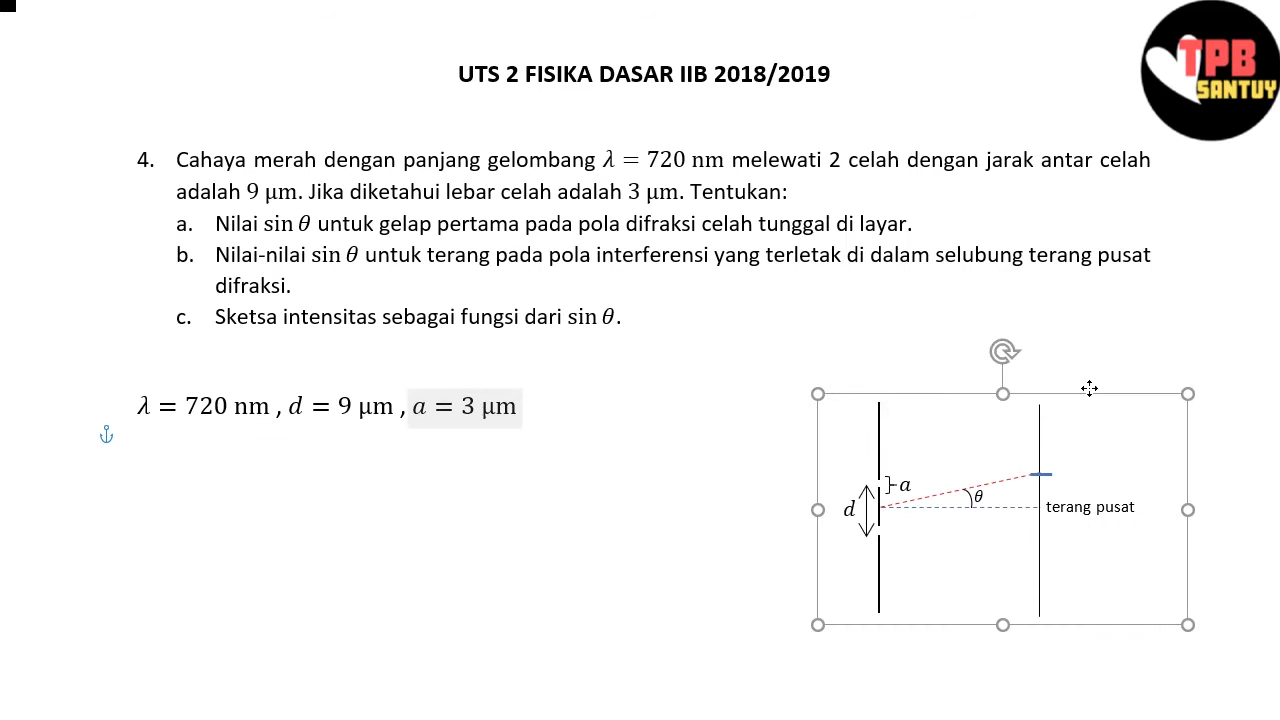 TPB
SANTUY
UTS 2 FISIKA DASAR IIB 2018/2019
4. Cahaya merah dengan panjang gelombang λ = 720 nm melewati 2 celah dengan jarak antar celah
adalah 9 μm. Jika diketahui lebar celah adalah 3 μm. Tentukan:
a. Nilai sin θ untuk gelap pertama pada pola difraksi celah tunggal di layar.
b. Nilai-nilai sin θ untuk terang pada pola interferensi yang terletak di dalam selubung terang pusat
difraksi.
c. Sketsa intensitas sebagai fungsi dari sin θ.
λ = 720 nm , d = 9 μm , a = 3 μm
a
θ
d
terang pusat